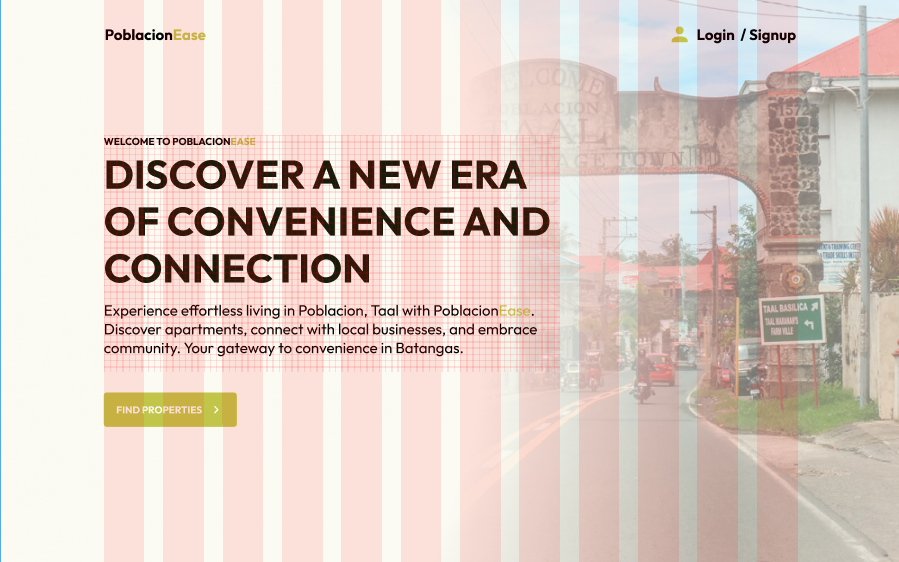 PoblacionEase
Login / Signup
WELCOME
POBLACION
TAAL
TOWN
1572
WELCOME TO POBLACIONEASE
DISCOVER A NEW ERA
OF CONVENIENCE AND
CONNECTION
Experience effortless living in Poblacion, Taal with PoblacionEase.
Discover apartments, connect with local businesses, and embrace
community. Your gateway to convenience in Batangas.
TAAL BASILICA
TAAL MARAHAN'S
FARM VILLE
FIND PROPERTIES